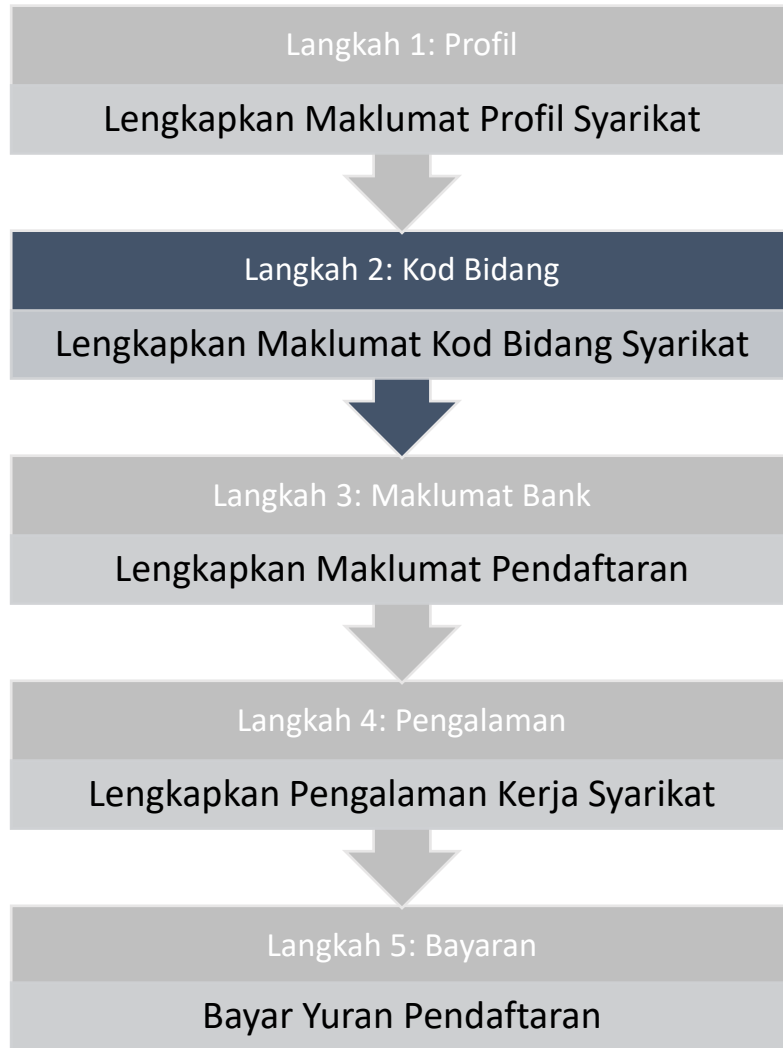 Langkah 1: Profil
Lengkapkan Maklumat Profil Syarikat
Langkah 2: Kod Bidang
Lengkapkan Maklumat Kod Bidang Syarikat
Langkah 3: Maklumat Bank
Lengkapkan Maklumat Pendaftaran
Langkah 4: Pengalaman
Lengkapkan Pengalaman Kerja Syarikat
Langkah 5: Bayaran
Bayar Yuran Pendaftaran